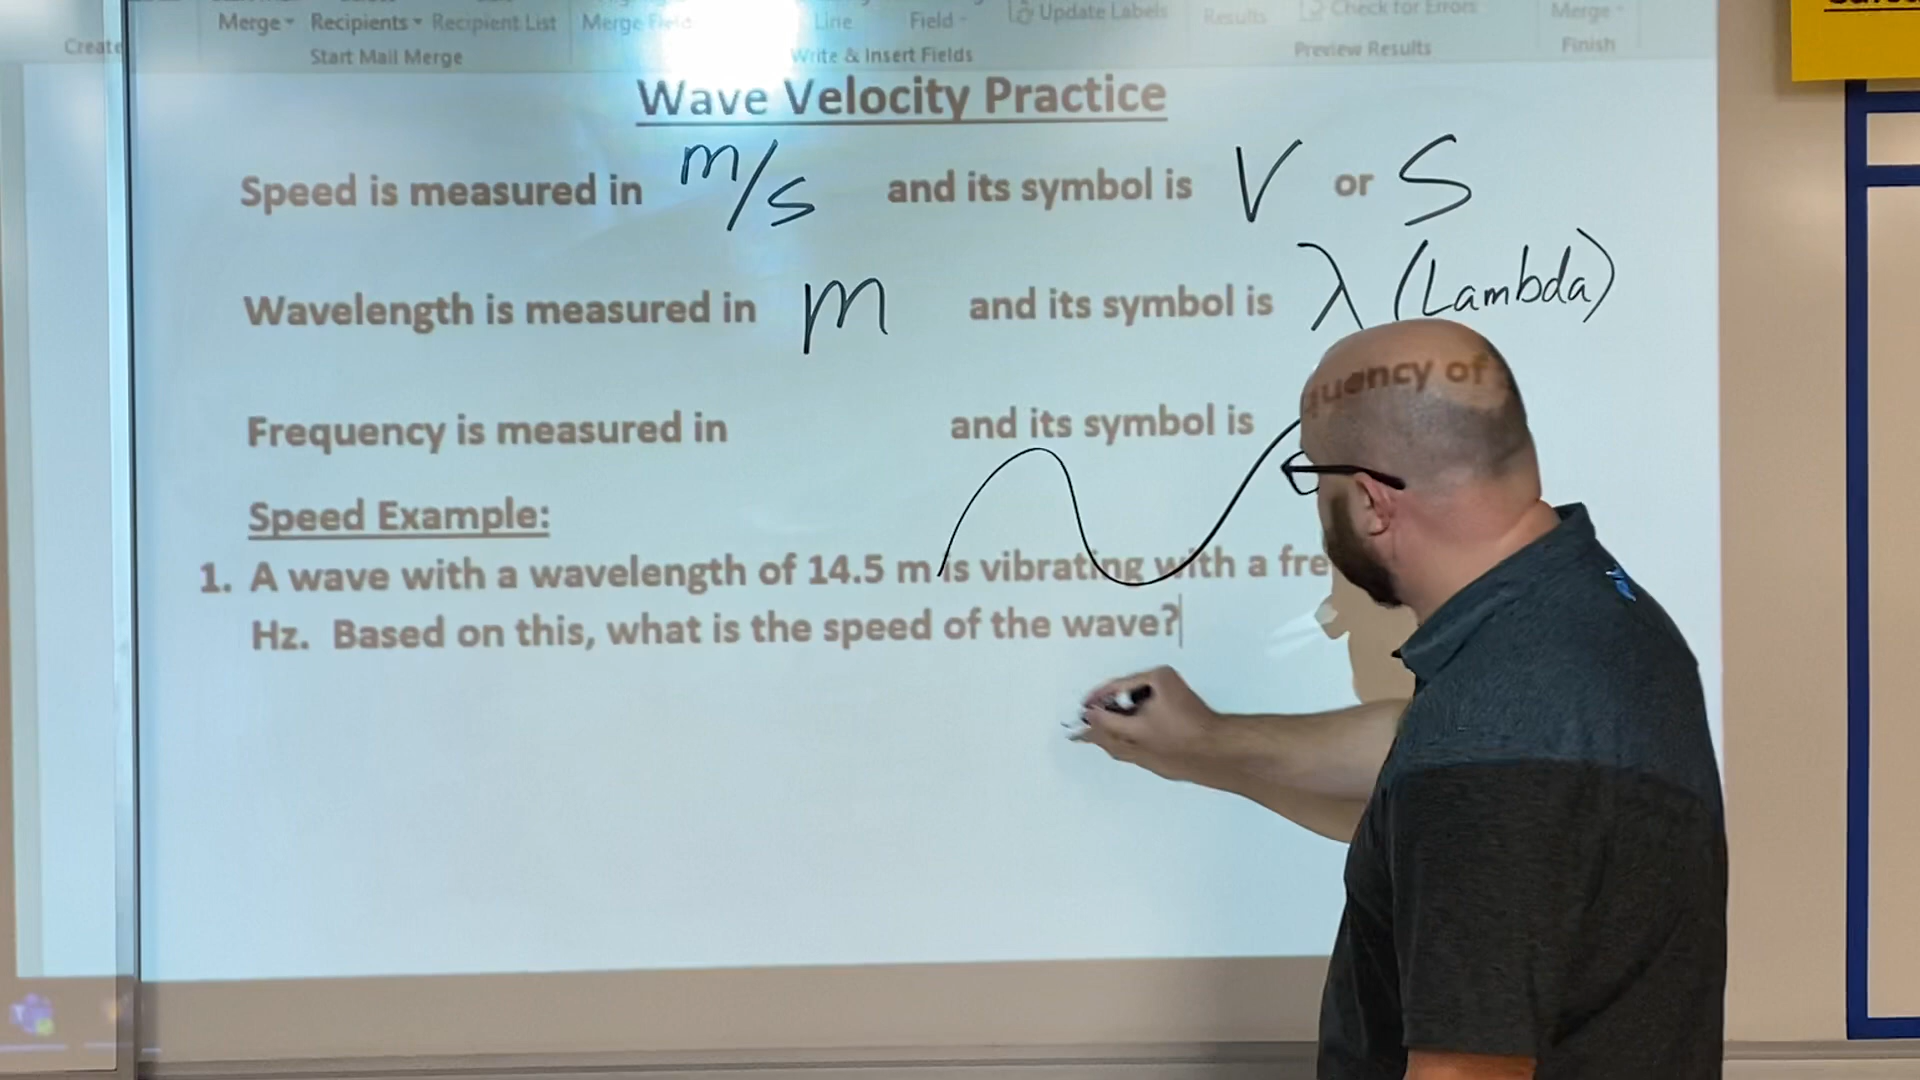 Merge Recipients Recipient List Merge Field Line Field Update Labels Results Check for Errors Merge
Create Start Mail Merge Write & Insert Fields Preview Results Finish
Wave Velocity Practice
Speed is measured in m/s and its symbol is V or S
Wavelength is measured in m and its symbol is λ (Lambda)
Frequency is measured in and its symbol is
Speed Example:
1. A wave with a wavelength of 14.5 m is vibrating with a fre quency of
Hz. Based on this, what is the speed of the wave?